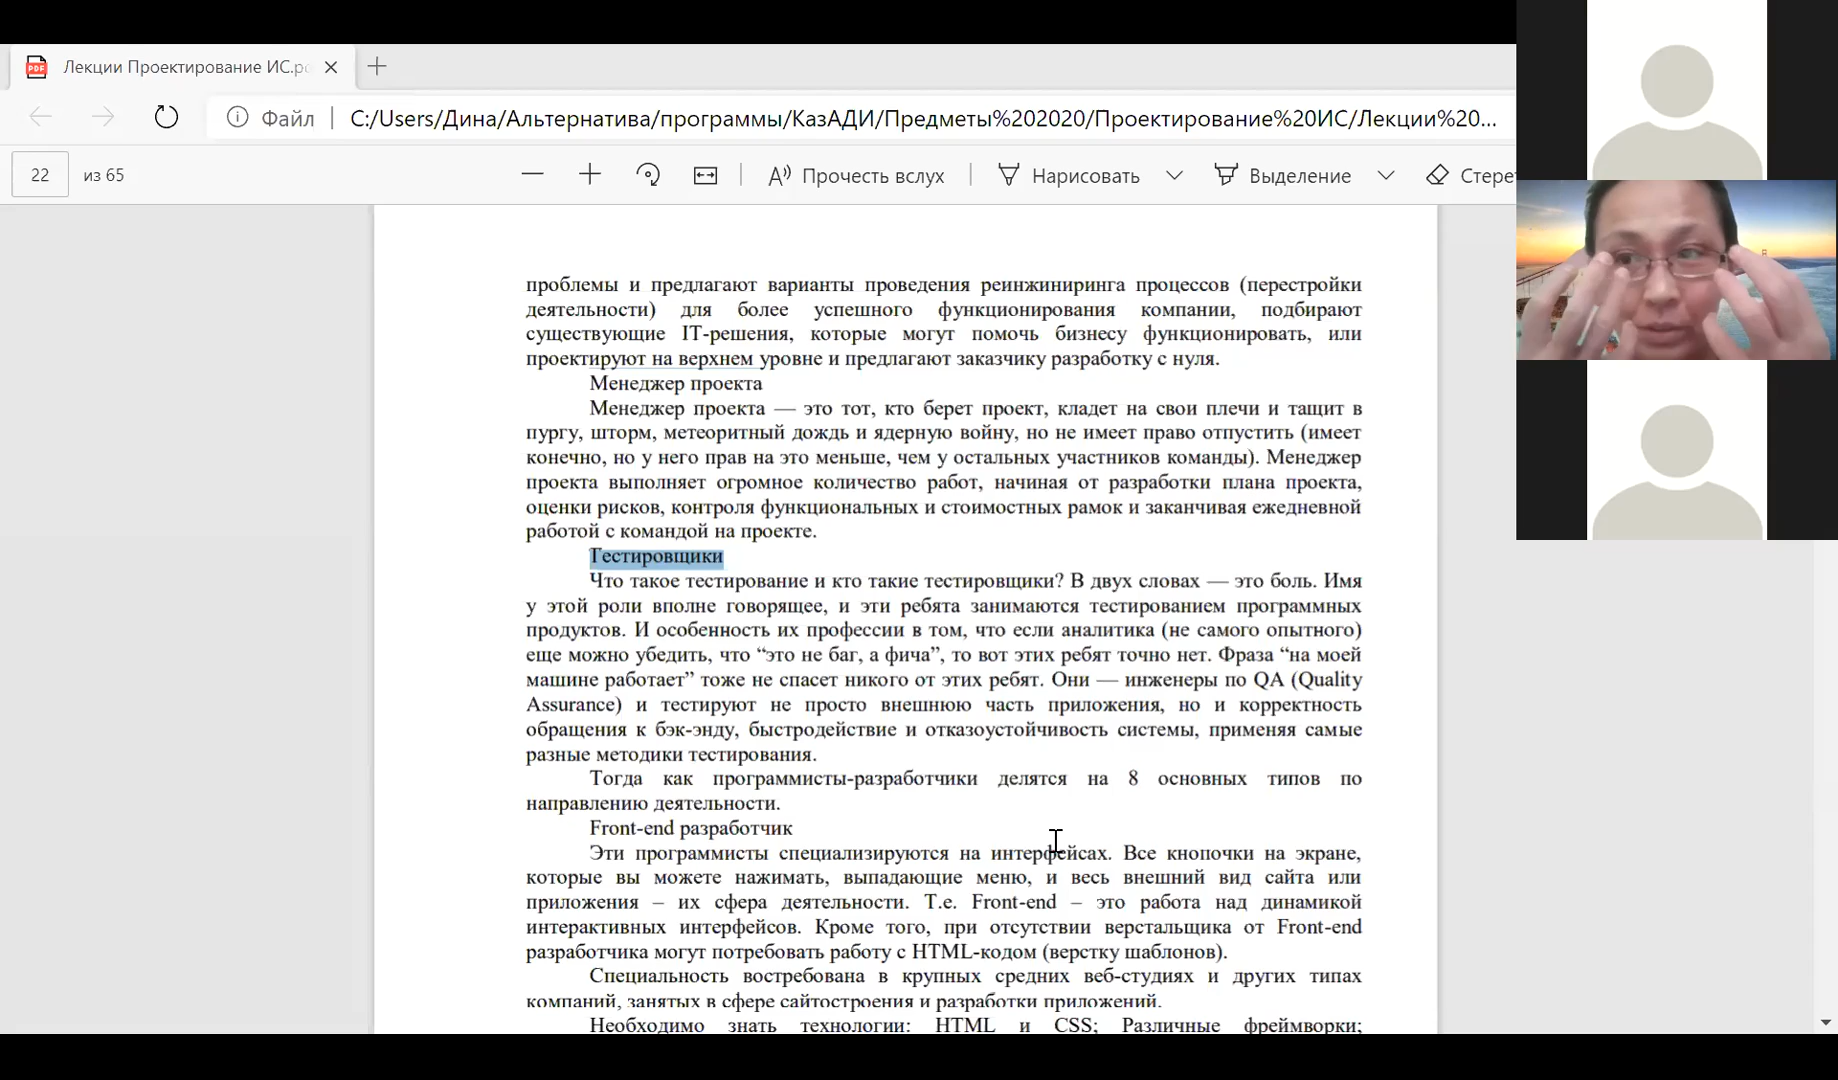 Лекции Проектирование ИС.pd
Файл
C:/Users/Дина/Альтернатива/программы/КазАДИ/Предметы%202020/Проектирование%20ИС/Лекции%20...
22
из 65
Прочесть вслух
Нарисовать
Выделение
Стерет
проблемы и предлагают варианты проведения реинжиниринга процессов (перестройки
деятельности) для более успешного функционирования компании, подбирают
существующие IT-решения, которые могут помочь бизнесу функционировать, или
проектируют на верхнем уровне и предлагают заказчику разработку с нуля.
Менеджер проекта
Менеджер проекта — это тот, кто берет проект, кладет на свои плечи и тащит в
пургу, шторм, метеоритный дождь и ядерную войну, но не имеет право отпустить (имеет
конечно, но у него прав на это меньше, чем у остальных участников команды). Менеджер
проекта выполняет огромное количество работ, начиная от разработки плана проекта,
оценки рисков, контроля функциональных и стоимостных рамок и заканчивая ежедневной
работой с командой на проекте.
Тестировщики
Что такое тестирование и кто такие тестировщики? В двух словах — это боль. Имя
у этой роли вполне говорящее, и эти ребята занимаются тестированием программных
продуктов. И особенность их профессии в том, что если аналитика (не самого опытного)
еще можно убедить, что “это не баг, а фича”, то вот этих ребят точно нет. Фраза “на моей
машине работает” тоже не спасет никого от этих ребят. Они — инженеры по QA (Quality
Assurance) и тестируют не просто внешнюю часть приложения, но и корректность
обращения к бэк-энду, быстродействие и отказоустойчивость системы, применяя самые
разные методики тестирования.
Тогда как программисты-разработчики делятся на 8 основных типов по
направлению деятельности.
Front-end разработчик
Эти программисты специализируются на интерфейсах. Все кнопочки на экране,
которые вы можете нажимать, выпадающие меню, и весь внешний вид сайта или
приложения – их сфера деятельности. Т.е. Front-end – это работа над динамикой
интерактивных интерфейсов. Кроме того, при отсутствии верстальщика от Front-end
разработчика могут потребовать работу с HTML-кодом (верстку шаблонов).
Специальность востребована в крупных средних веб-студиях и других типах
компаний, занятых в сфере сайтостроения и разработки приложений.
Необходимо знать технологии: HTML и CSS; Различные фреймворки;